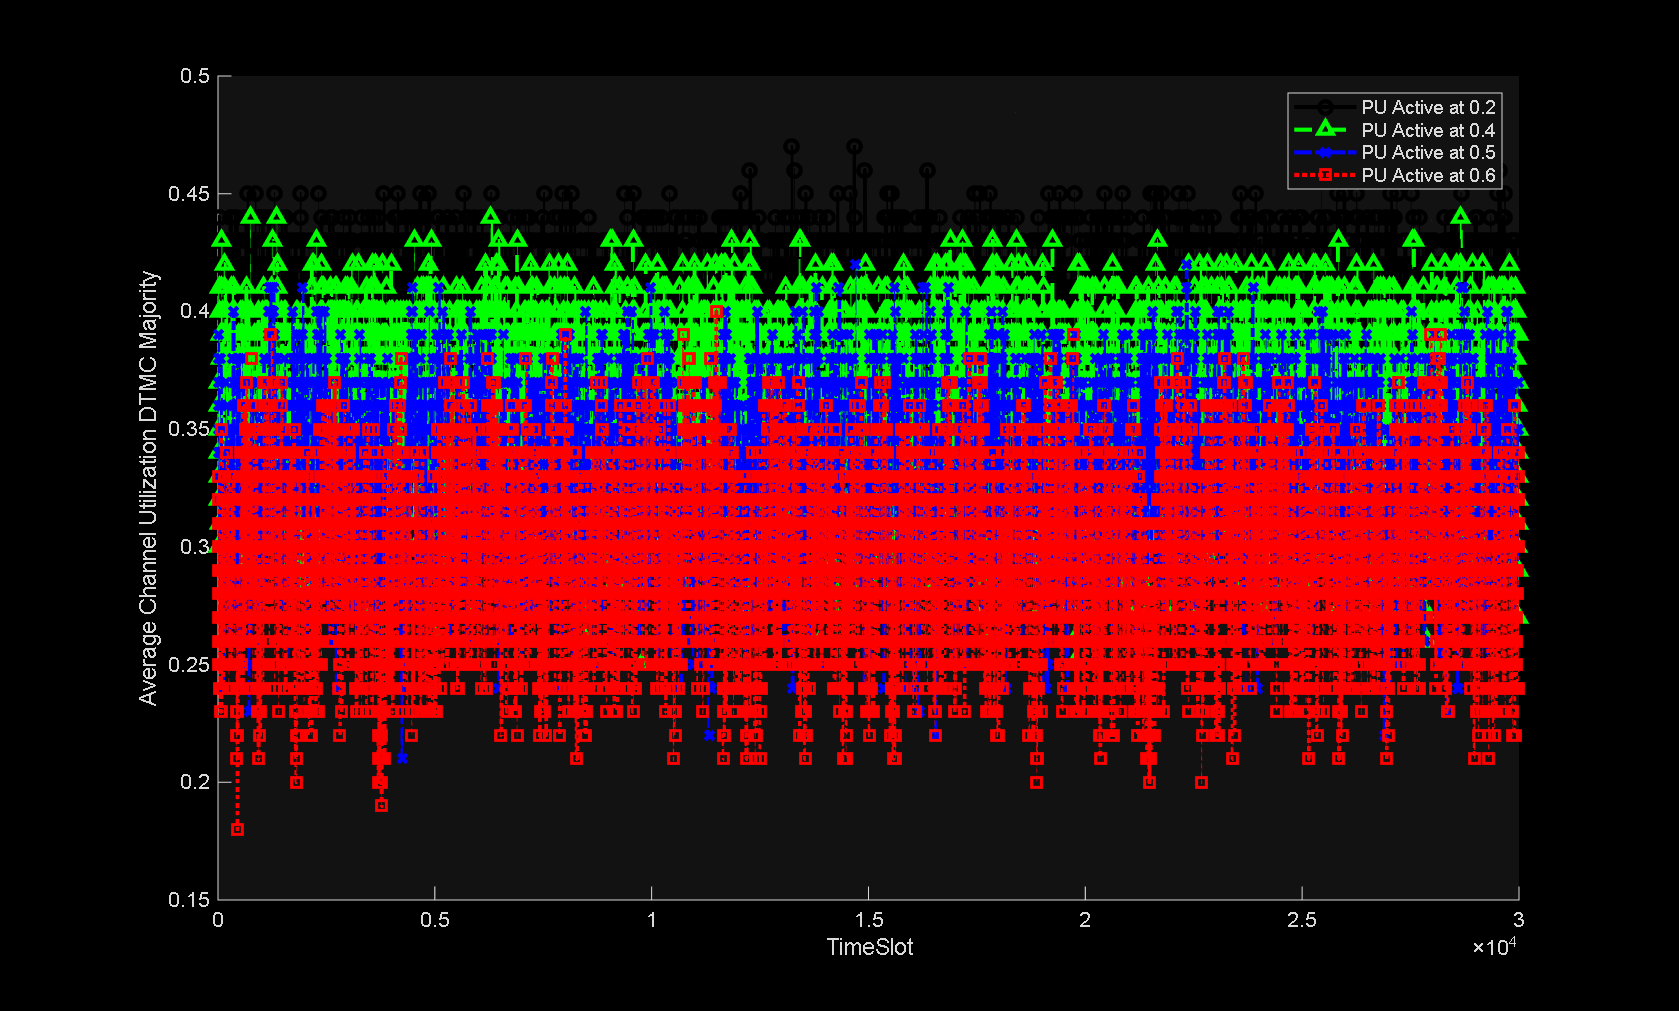 0.5
0.45
0.4
0.35
0.3
0.25
0.2
0.15
Average Channel Utilization DTMC Majority
PU Active at 0.2
PU Active at 0.4
PU Active at 0.5
PU Active at 0.6
0 0.5 1 1.5 2 2.5 3
TimeSlot
×10⁴